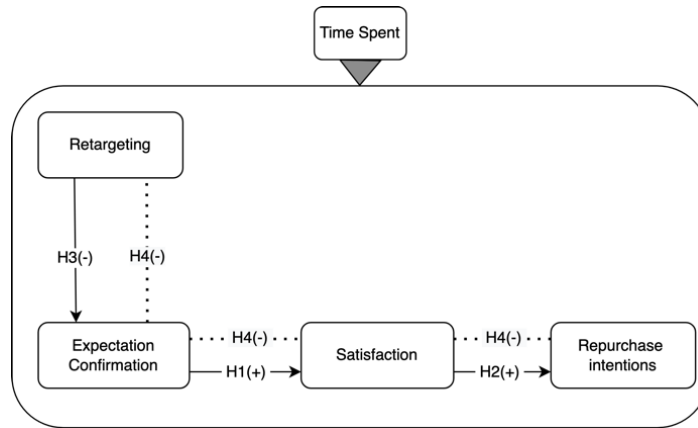 Time Spent
Retargeting
H3(-)
H4(-)
Expectation
Confirmation
H4(-)
H1(+)
Satisfaction
H4(-)
H2(+)
Repurchase
intentions